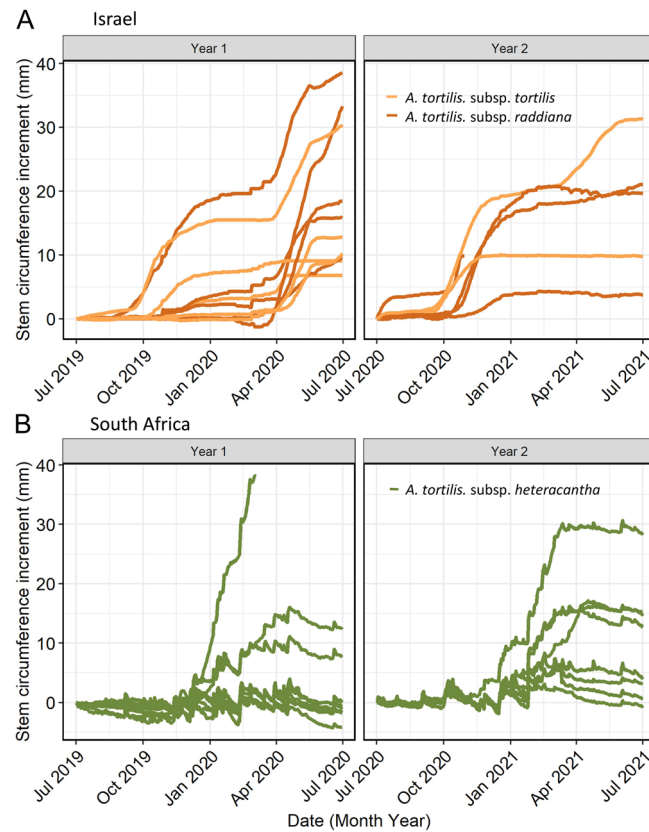 A Israel
Year 1 Year 2
Stem circumference increment (mm)
40
30
20
10
0
A. tortilis. subsp. tortilis
A. tortilis. subsp. raddiana
Jul 2019 Oct 2019 Jan 2020 Apr 2020 Jul 2020
Jul 2020 Oct 2020 Jan 2021 Apr 2021 Jul 2021
B South Africa
Year 1 Year 2
Stem circumference increment (mm)
40
30
20
10
0
A. tortilis. subsp. heteracantha
Jul 2019 Oct 2019 Jan 2020 Apr 2020 Jul 2020
Jul 2020 Oct 2020 Jan 2021 Apr 2021 Jul 2021
Date (Month Year)